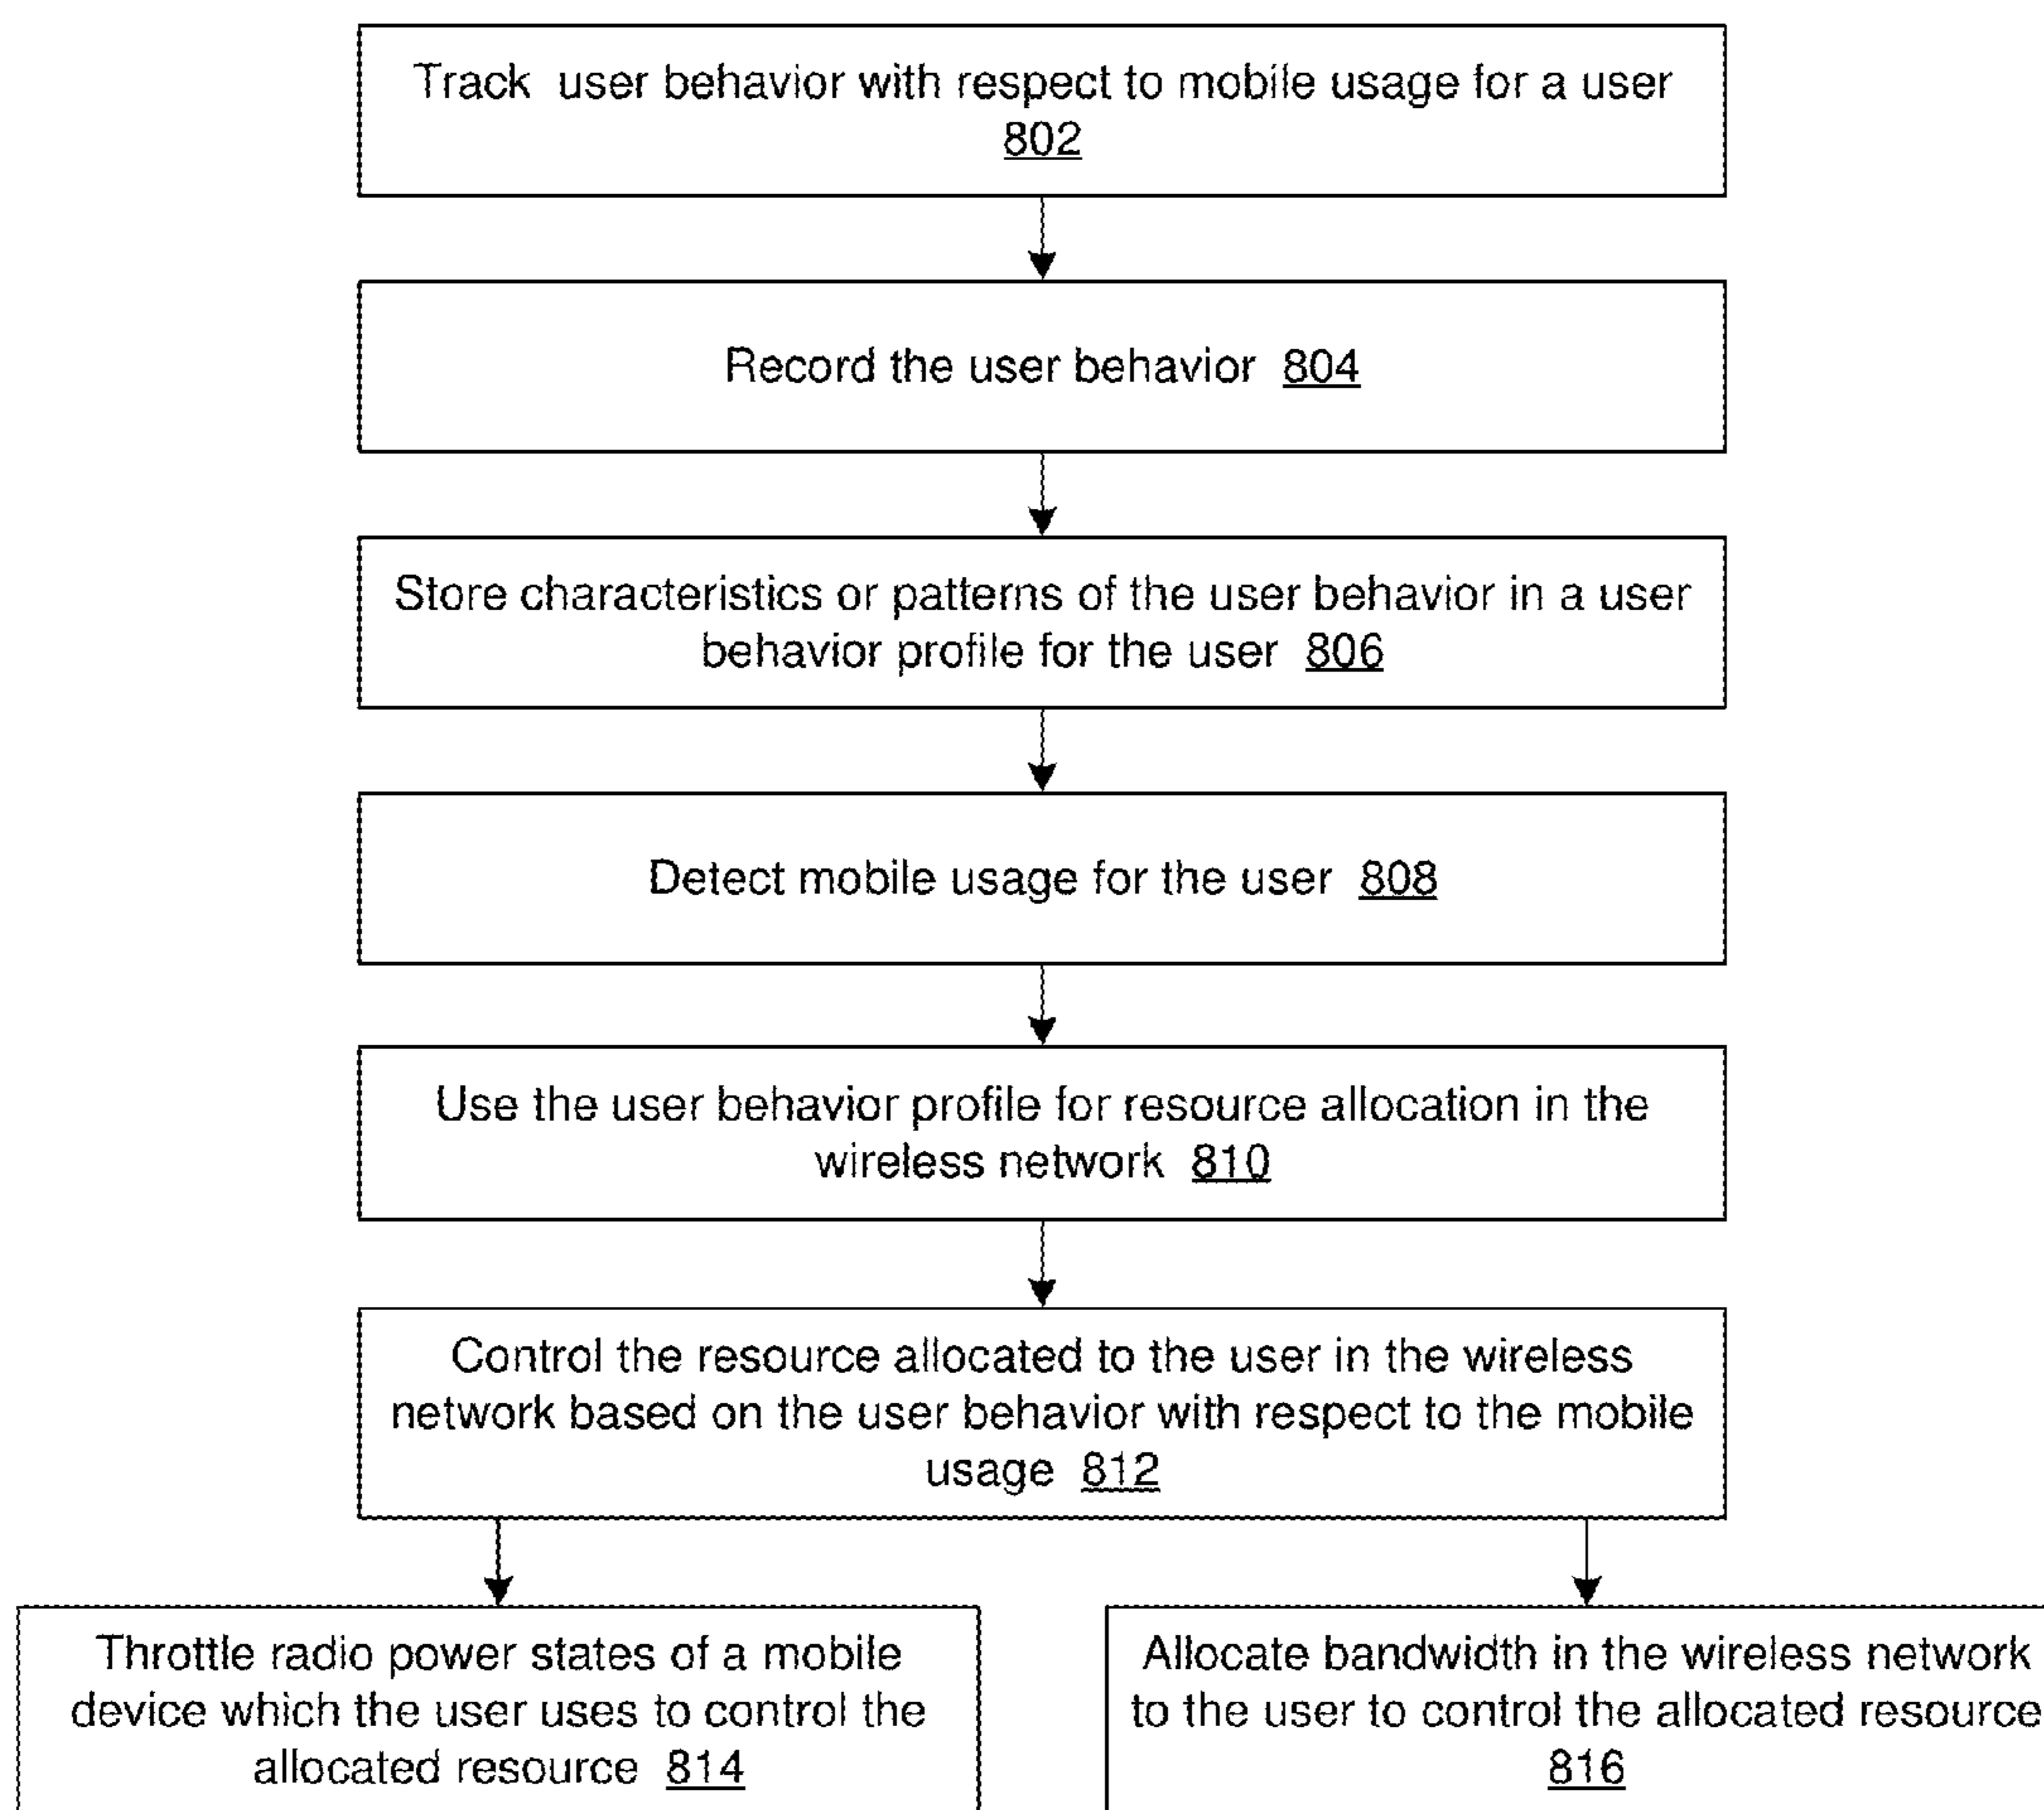 Track user behavior with respect to mobile usage for a user
802
Record the user behavior 804
Store characteristics or patterns of the user behavior in a user
behavior profile for the user 806
Detect mobile usage for the user 808
Use the user behavior profile for resource allocation in the
wireless network 810
Control the resource allocated to the user in the wireless
network based on the user behavior with respect to the mobile
usage 812
Throttle radio power states of a mobile
device which the user uses to control the
allocated resource 814
Allocate bandwidth in the wireless network
to the user to control the allocated resource
816